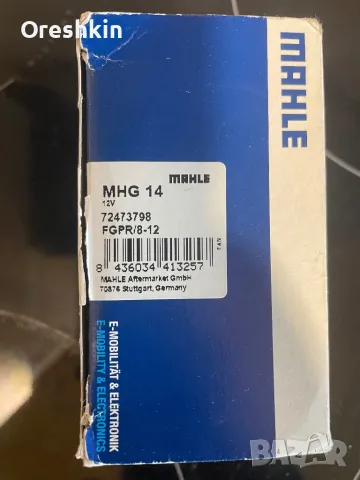 Oreshkin
MAHLE
MAHLE
MHG 14
12V
72473798
FGPR/8-12
8 436034 413257
MAHLE Aftermarket GmbH
70376 Stuttgart, Germany
E-MOBILITÄT & ELEKTRONIK
E-MOBILITY & ELECTRONICS
BAZAR